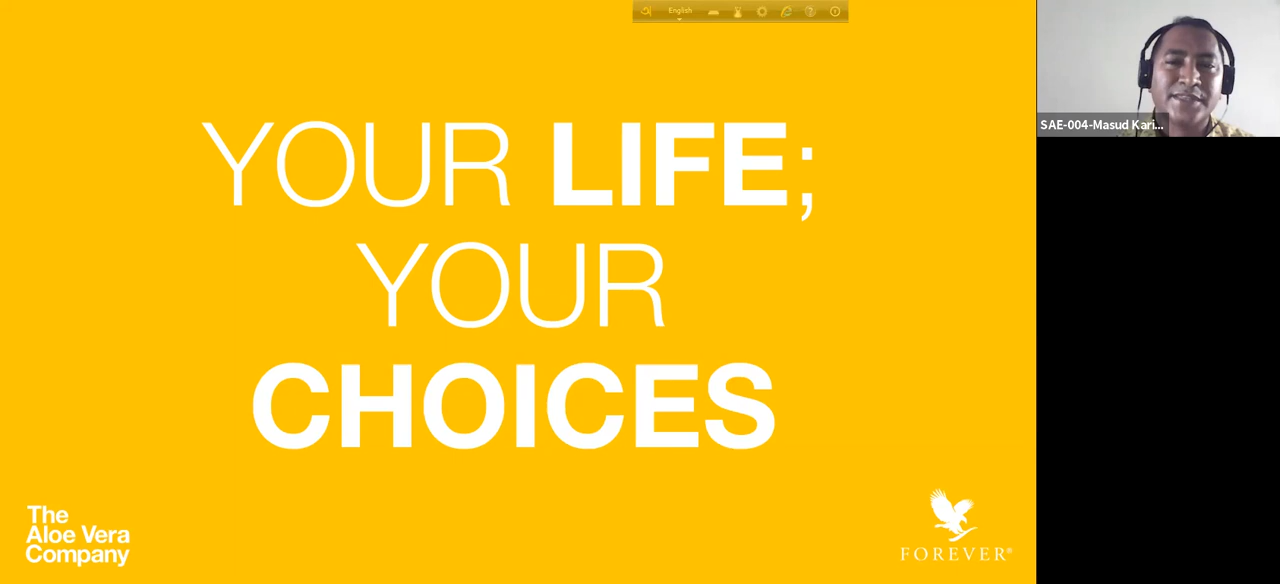 অ English
SAE-004-Masud Kari...
YOUR LIFE;
YOUR
CHOICES
The
Aloe Vera
Company
FOREVER®